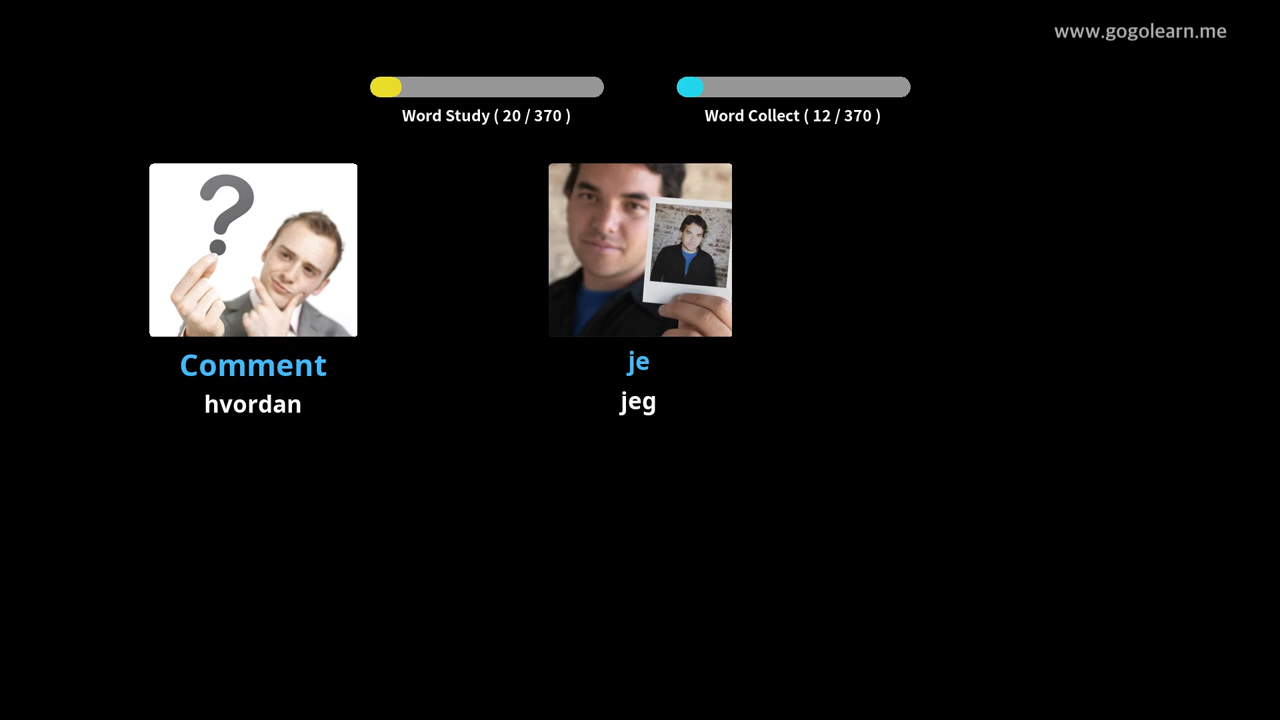 www.gogolearn.me
Word Study ( 20 / 370 )
Word Collect ( 12 / 370 )
?
Comment
hvordan
je
jeg